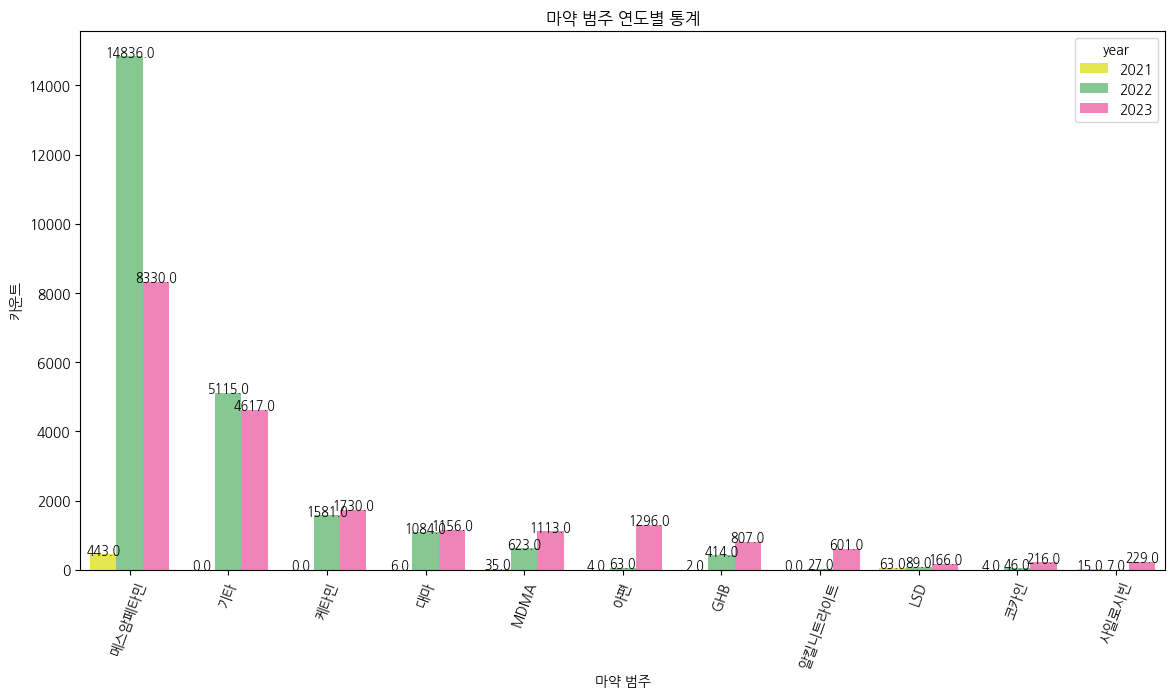 마약 범주 연도별 통계
year
2021
2022
2023
카운트
14000
12000
10000
8000
6000
4000
2000
0
443.0 14836.0 8330.0
0.0 5115.0 4617.0
0.0 1581.0 1730.0
6.0 1084.0 1156.0
35.0 623.0 1113.0
4.0 63.0 1296.0
2.0 414.0 807.0
0.0 27.0 601.0
63.0 89.0 166.0
4.0 46.0 216.0
15.0 7.0 229.0
메스암페타민
기타
케타민
대마
MDMA
아편
GHB
알킬니트라이트
LSD
코카인
사일로시빈
마약 범주